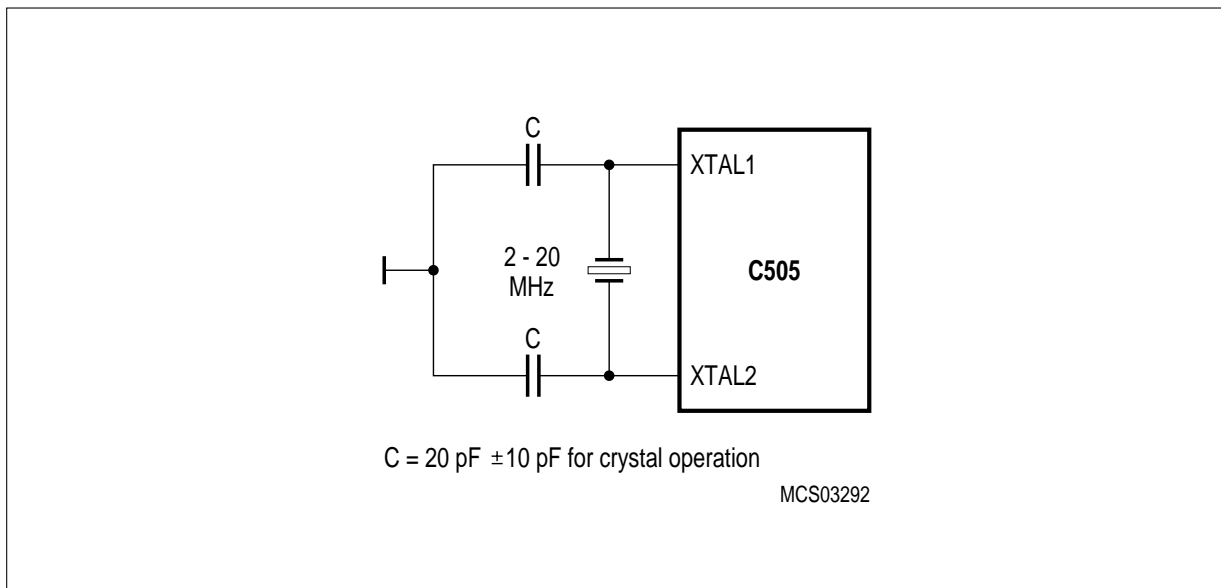 C
XTAL1
2 - 20
MHz
C505
C
XTAL2
C = 20 pF ±10 pF for crystal operation
MCS03292